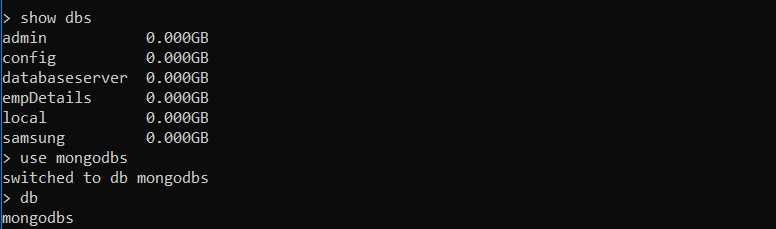 > show dbs
admin 0.000GB
config 0.000GB
databaseserver 0.000GB
empDetails 0.000GB
local 0.000GB
samsung 0.000GB
> use mongodbs
switched to db mongodbs
> db
mongodbs